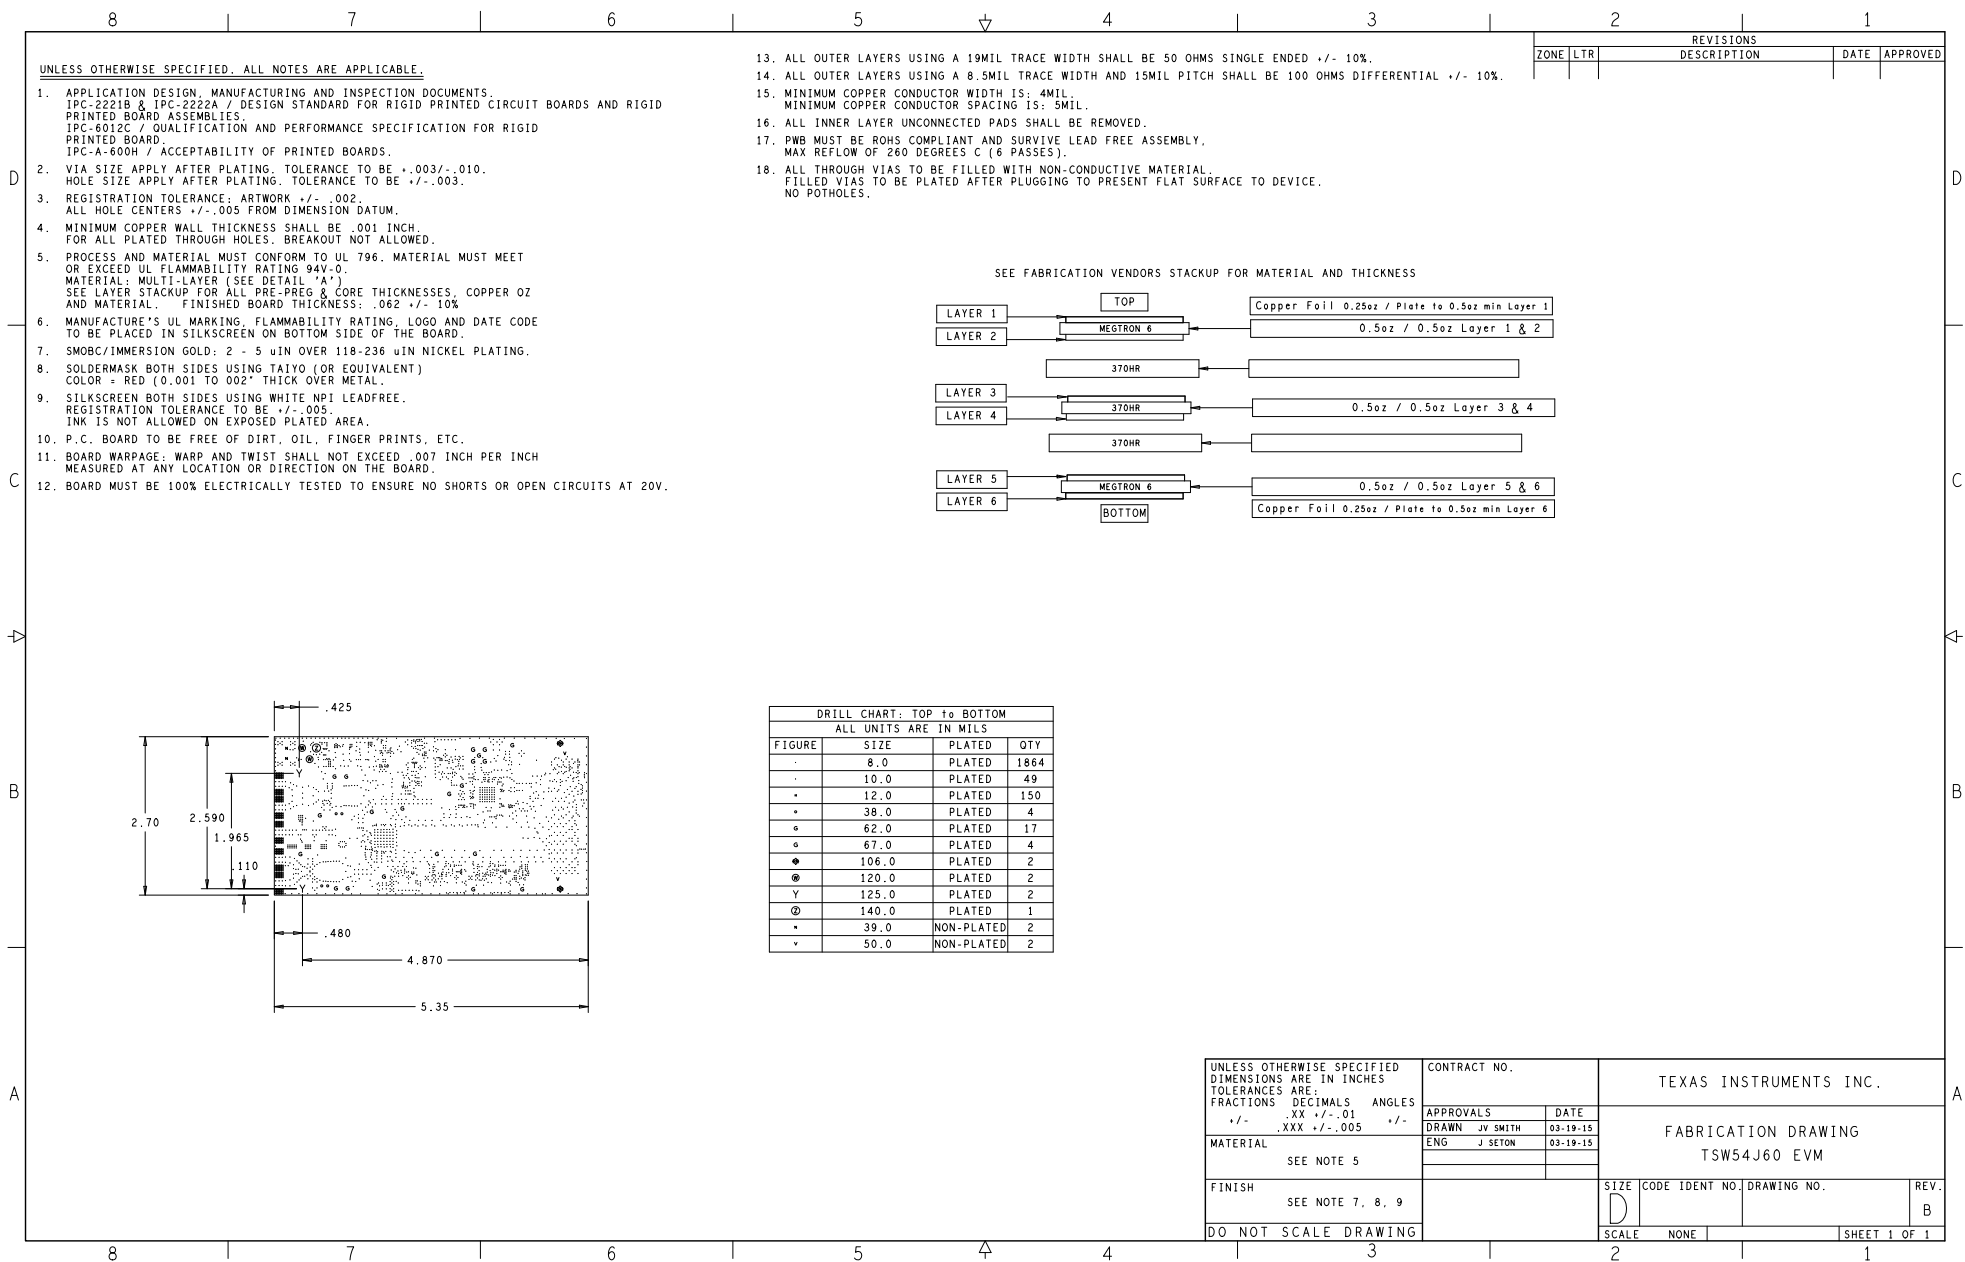 8 7 6 5 4 3 2 1
D
C
B
A
UNLESS OTHERWISE SPECIFIED. ALL NOTES ARE APPLICABLE.
1. APPLICATION DESIGN, MANUFACTURING AND INSPECTION DOCUMENTS.
IPC-2221B & IPC-2222A / DESIGN STANDARD FOR RIGID PRINTED CIRCUIT BOARDS AND RIGID
PRINTED BOARD ASSEMBLIES.
IPC-6012C / QUALIFICATION AND PERFORMANCE SPECIFICATION FOR RIGID
PRINTED BOARD.
IPC-A-600H / ACCEPTABILITY OF PRINTED BOARDS.
2. VIA SIZE APPLY AFTER PLATING. TOLERANCE TO BE +.003/-.010.
HOLE SIZE APPLY AFTER PLATING. TOLERANCE TO BE +/-.003.
3. REGISTRATION TOLERANCE: ARTWORK +/- .002.
ALL HOLE CENTERS +/-.005 FROM DIMENSION DATUM.
4. MINIMUM COPPER WALL THICKNESS SHALL BE .001 INCH.
FOR ALL PLATED THROUGH HOLES. BREAKOUT NOT ALLOWED.
5. PROCESS AND MATERIAL MUST CONFORM TO UL 796. MATERIAL MUST MEET
OR EXCEED UL FLAMMABILITY RATING 94V-0.
MATERIAL: MULTI-LAYER (SEE DETAIL 'A')
SEE LAYER STACKUP FOR ALL PRE-PREG & CORE THICKNESSES, COPPER OZ
AND MATERIAL. FINISHED BOARD THICKNESS: .062 +/- 10%
6. MANUFACTURE'S UL MARKING, FLAMMABILITY RATING, LOGO AND DATE CODE
TO BE PLACED IN SILKSCREEN ON BOTTOM SIDE OF THE BOARD.
7. SMOBC/IMMERSION GOLD: 2 - 5 uIN OVER 118-236 uIN NICKEL PLATING.
8. SOLDERMASK BOTH SIDES USING TAIYO (OR EQUIVALENT)
COLOR = RED (0.001 TO 002" THICK OVER METAL.
9. SILKSCREEN BOTH SIDES USING WHITE NPI LEADFREE.
REGISTRATION TOLERANCE TO BE +/-.005.
INK IS NOT ALLOWED ON EXPOSED PLATED AREA.
10. P.C. BOARD TO BE FREE OF DIRT, OIL, FINGER PRINTS, ETC.
11. BOARD WARPAGE: WARP AND TWIST SHALL NOT EXCEED .007 INCH PER INCH
MEASURED AT ANY LOCATION OR DIRECTION ON THE BOARD.
12. BOARD MUST BE 100% ELECTRICALLY TESTED TO ENSURE NO SHORTS OR OPEN CIRCUITS AT 20V.
13. ALL OUTER LAYERS USING A 19MIL TRACE WIDTH SHALL BE 50 OHMS SINGLE ENDED +/- 10%.
14. ALL OUTER LAYERS USING A 8.5MIL TRACE WIDTH AND 15MIL PITCH SHALL BE 100 OHMS DIFFERENTIAL +/- 10%.
15. MINIMUM COPPER CONDUCTOR WIDTH IS: 4MIL.
MINIMUM COPPER CONDUCTOR SPACING IS: 5MIL.
16. ALL INNER LAYER UNCONNECTED PADS SHALL BE REMOVED.
17. PWB MUST BE ROHS COMPLIANT AND SURVIVE LEAD FREE ASSEMBLY,
MAX REFLOW OF 260 DEGREES C (6 PASSES).
18. ALL THROUGH VIAS TO BE FILLED WITH NON-CONDUCTIVE MATERIAL.
FILLED VIAS TO BE PLATED AFTER PLUGGING TO PRESENT FLAT SURFACE TO DEVICE.
NO POTHOLES.
REVISIONS
ZONE LTR DESCRIPTION DATE APPROVED
SEE FABRICATION VENDORS STACKUP FOR MATERIAL AND THICKNESS
TOP
Copper Foil 0.25oz / Plate to 0.5oz min Layer 1
LAYER 1
MEGTRON 6
0.5oz / 0.5oz Layer 1 & 2
LAYER 2
370HR
LAYER 3
370HR
0.5oz / 0.5oz Layer 3 & 4
LAYER 4
370HR
LAYER 5
MEGTRON 6
0.5oz / 0.5oz Layer 5 & 6
LAYER 6
Copper Foil 0.25oz / Plate to 0.5oz min Layer 6
BOTTOM
.425
2.70
2.590
1.965
.110
.480
4.870
5.35
DRILL CHART: TOP to BOTTOM
ALL UNITS ARE IN MILS
FIGURE SIZE PLATED QTY
8.0 PLATED 1864
10.0 PLATED 49
12.0 PLATED 150
38.0 PLATED 4
G 62.0 PLATED 17
G 67.0 PLATED 4
106.0 PLATED 2
W 120.0 PLATED 2
Y 125.0 PLATED 2
Z 140.0 PLATED 1
39.0 NON-PLATED 2
V 50.0 NON-PLATED 2
UNLESS OTHERWISE SPECIFIED
DIMENSIONS ARE IN INCHES
TOLERANCES ARE:
FRACTIONS DECIMALS ANGLES
+/- .XX +/-.01 +/-
.XXX +/-.005
MATERIAL
SEE NOTE 5
FINISH
SEE NOTE 7, 8, 9
DO NOT SCALE DRAWING
CONTRACT NO.
APPROVALS DATE
DRAWN JV SMITH 03-19-15
ENG J SETON 03-19-15
TEXAS INSTRUMENTS INC.
FABRICATION DRAWING
TSW54J60 EVM
SIZE CODE IDENT NO. DRAWING NO. REV.
D B
SCALE NONE SHEET 1 OF 1
D
C
B
A
8 7 6 5 4 3 2 1